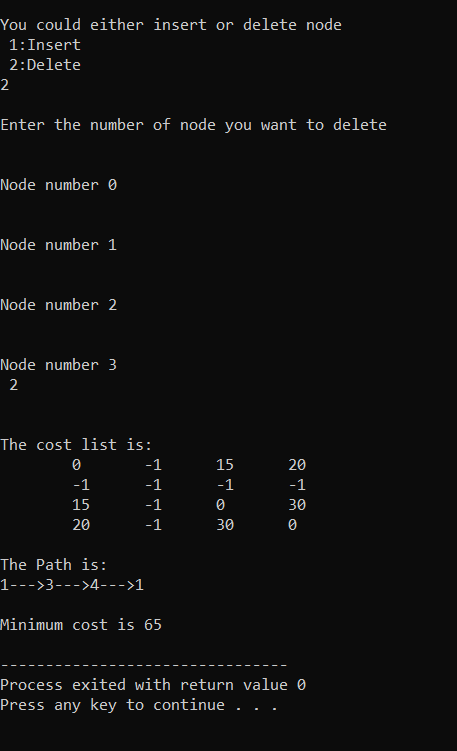 You could either insert or delete node
1:Insert
2:Delete
2
Enter the number of node you want to delete
Node number 0
Node number 1
Node number 2
Node number 3
2
The cost list is:
0 -1 15 20
-1 -1 -1 -1
15 -1 0 30
20 -1 30 0
The Path is:
1--->3--->4--->1
Minimum cost is 65
--------------------------------
Process exited with return value 0
Press any key to continue . . .